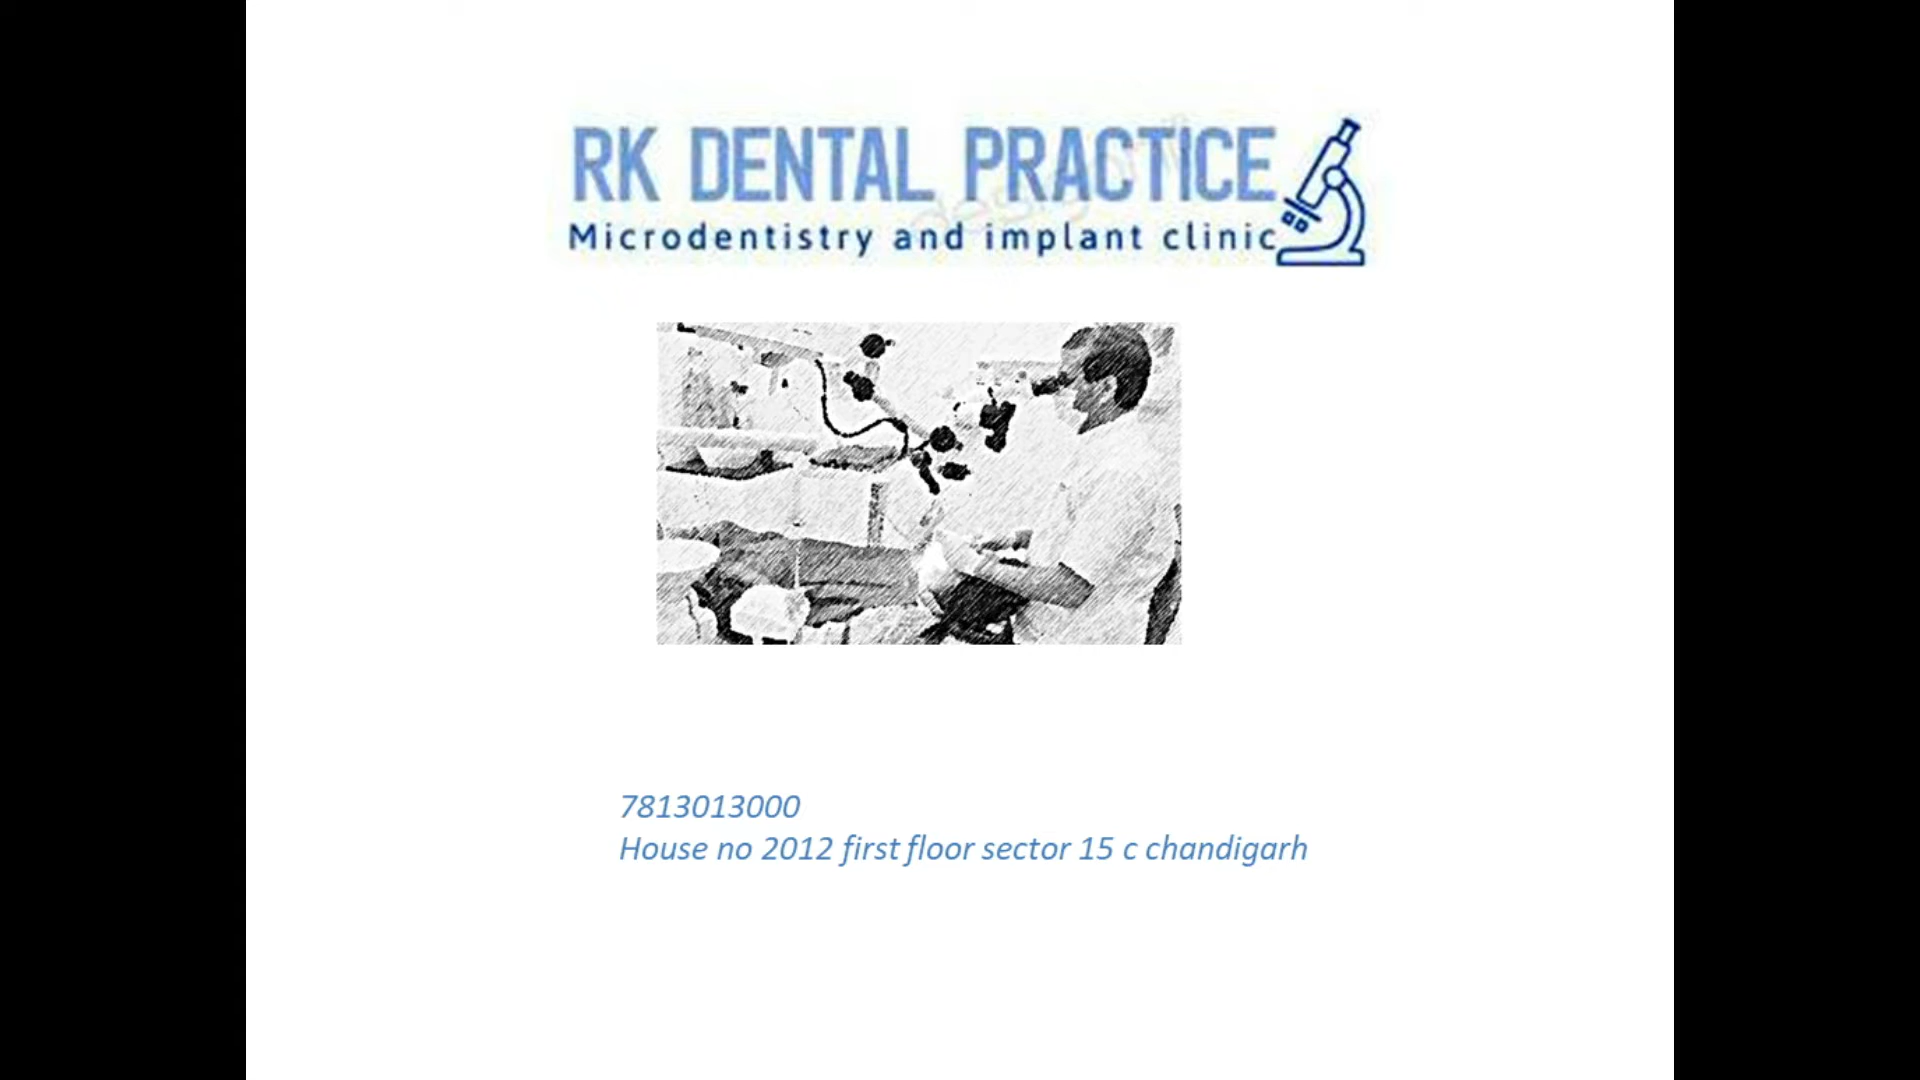 RK DENTAL PRACTICE
Microdentistry and implant clinic
7813013000
House no 2012 first floor sector 15 c chandigarh